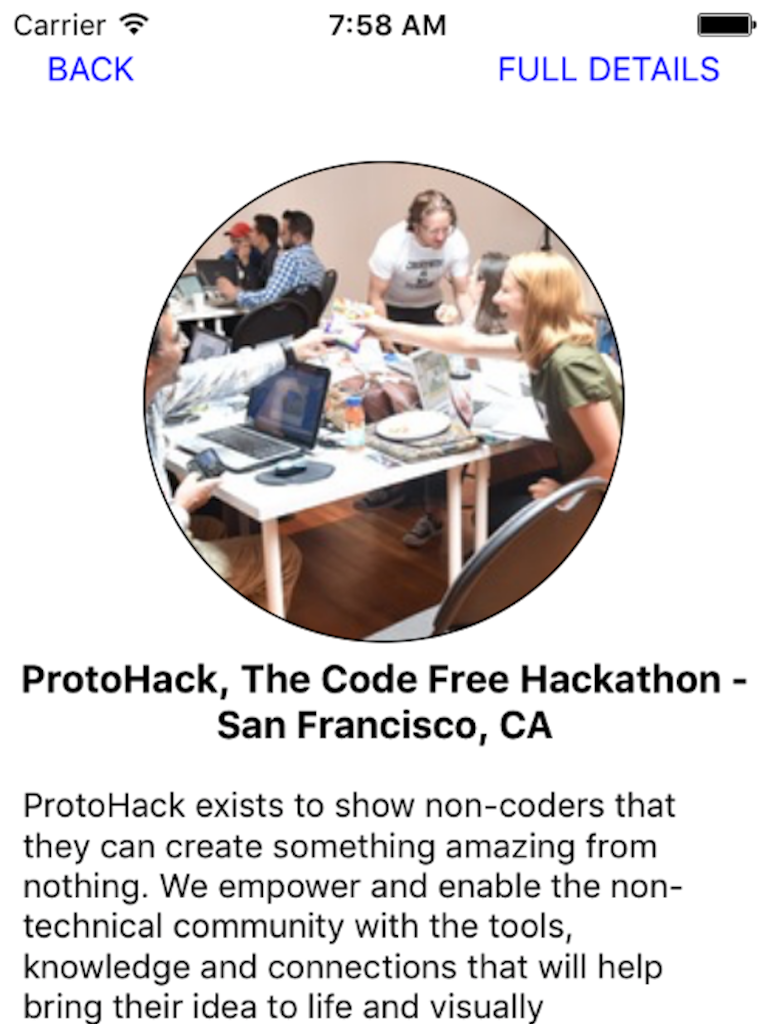 Carrier 7:58 AM
BACK FULL DETAILS
ProtoHack, The Code Free Hackathon -
San Francisco, CA
ProtoHack exists to show non-coders that
they can create something amazing from
nothing. We empower and enable the non-
technical community with the tools,
knowledge and connections that will help
bring their idea to life and visually